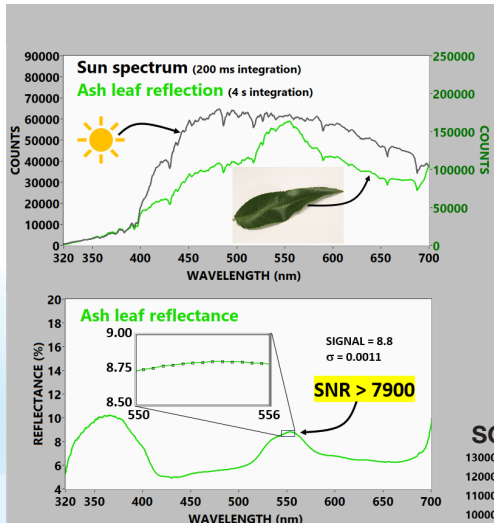 Sun spectrum (200 ms integration)
Ash leaf reflection (4 s integration)
90000
80000
70000
60000
50000
40000
30000
20000
10000
0
COUNTS
250000
200000
150000
100000
50000
0
COUNTS
320 350 400 450 500 550 600 650 700
WAVELENGTH (nm)
Ash leaf reflectance
20
18
16
14
12
10
8
6
4
REFLECTANCE (%)
9.00
8.75
8.50
550 556
SIGNAL = 8.8
σ = 0.0011
SNR > 7900
320 350 400 450 500 550 600 650 700
WAVELENGTH (nm)
13000
12000
11000
10000